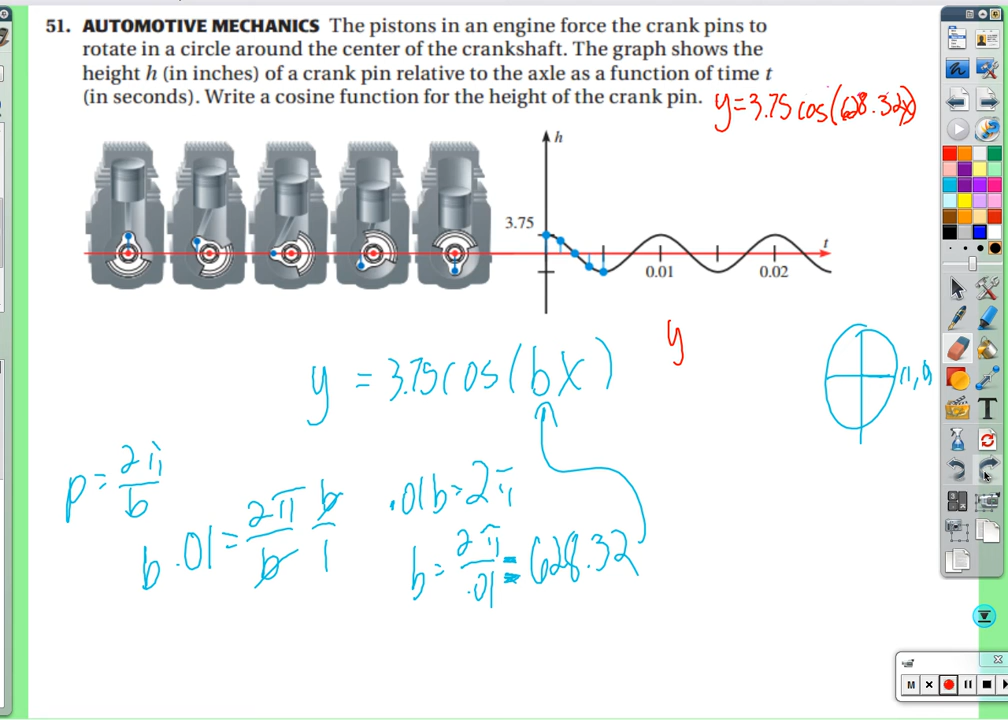 51. AUTOMOTIVE MECHANICS The pistons in an engine force the crank pins to
rotate in a circle around the center of the crankshaft. The graph shows the
height h (in inches) of a crank pin relative to the axle as a function of time t
(in seconds). Write a cosine function for the height of the crank pin.
y=3.75 cos(628.32x)
h
3.75
t
0.01
0.02
y
y = 3.75cos(bx)
(1,0)
p = 2π/b
b .01 = 2π/b b/1
.01b = 2π
b = 2π/.01 = 628.32
T
M